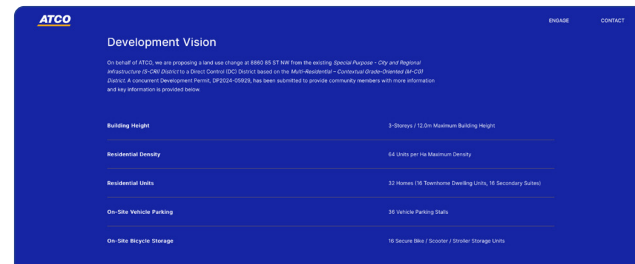 ATCO
ENGAGE CONTACT
Development Vision
On behalf of ATCO, we are proposing a land use change at 8880 85 ST NW from the existing Special Purpose - City and Regional
Infrastructure (S-CRI) District to a Direct Control (DC) District based on the Multi-Residential - Contextual Grade-Oriented (M-CG)
District. A concurrent Development Permit, DP2024-05929, has been submitted to provide community members with more information
and key information is provided below.
Building Height 3-Storeys / 12.0m Maximum Building Height
Residential Density 64 Units per Ha Maximum Density
Residential Units 32 Homes (16 Townhome Dwelling Units, 16 Secondary Suites)
On-Site Vehicle Parking 36 Vehicle Parking Stalls
On-Site Bicycle Storage 16 Secure Bike / Scooter / Stroller Storage Units